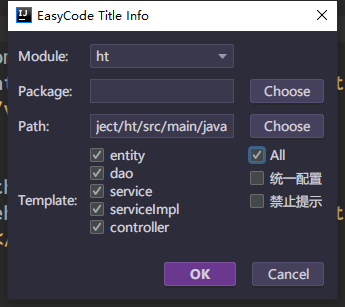 EasyCode Title Info
Module: ht
Package: Choose
Path: ject/ht/src/main/java Choose
entity All
dao 统一配置
service 禁止提示
Template: serviceImpl
controller
OK Cancel